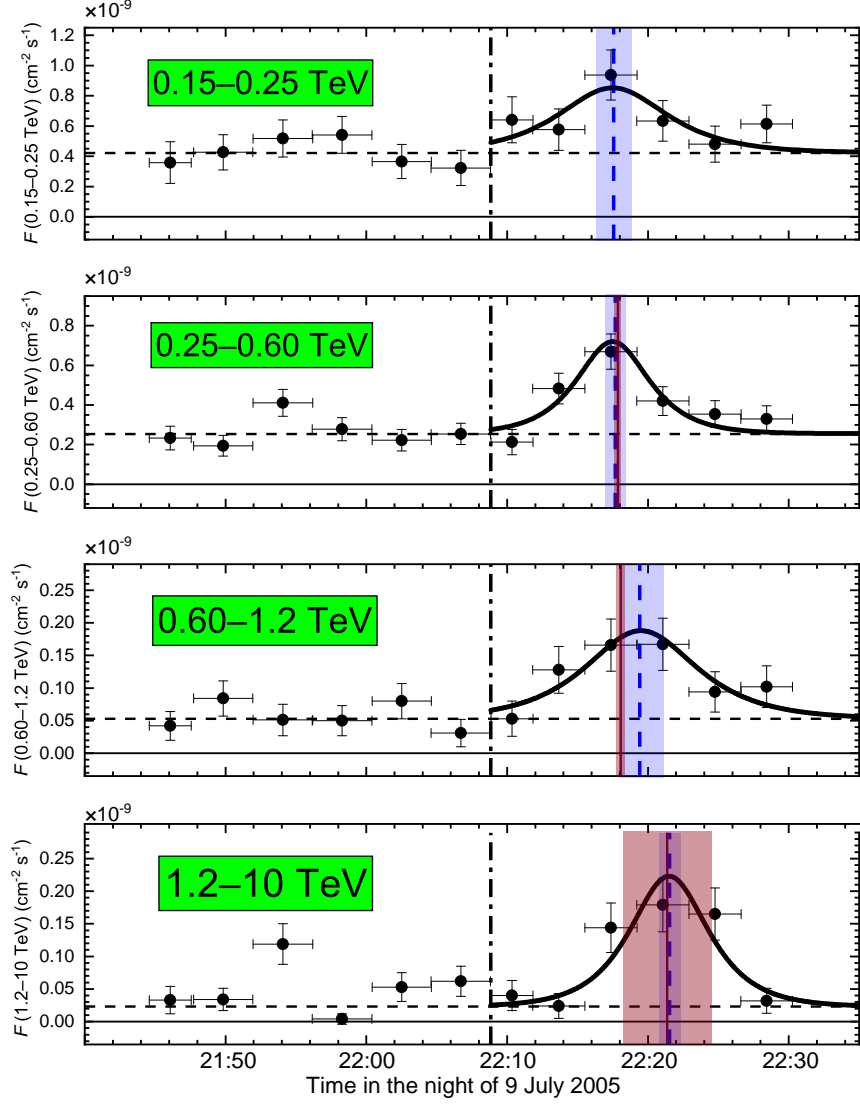 ×10⁻⁹
1.2
1.0
0.8
0.6
0.4
0.2
0.0
F (0.15–0.25 TeV) (cm⁻² s⁻¹)
0.15–0.25 TeV
×10⁻⁹
0.8
0.6
0.4
0.2
0.0
F (0.25–0.60 TeV) (cm⁻² s⁻¹)
0.25–0.60 TeV
×10⁻⁹
0.25
0.20
0.15
0.10
0.05
0.00
F (0.60–1.2 TeV) (cm⁻² s⁻¹)
0.60–1.2 TeV
×10⁻⁹
0.25
0.20
0.15
0.10
0.05
0.00
F (1.2–10 TeV) (cm⁻² s⁻¹)
1.2–10 TeV
21:50 22:00 22:10 22:20 22:30
Time in the night of 9 July 2005